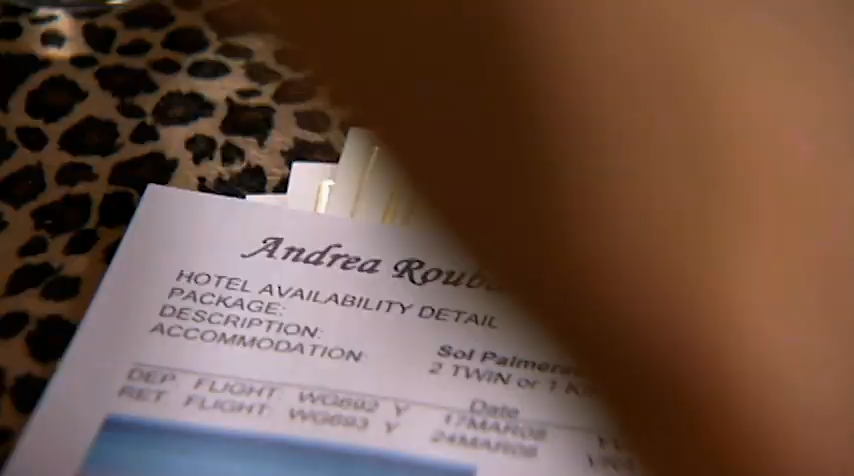 Andrea
HOTEL AVAILABILITY DETAIL
PACKAGE:
DESCRIPTION: Sol
ACCOMMODATION 2 TWIN or 1
Date
DEP FLIGHT: WG692 Y 17MAR08
RET FLIGHT: WG693 Y 24MAR08